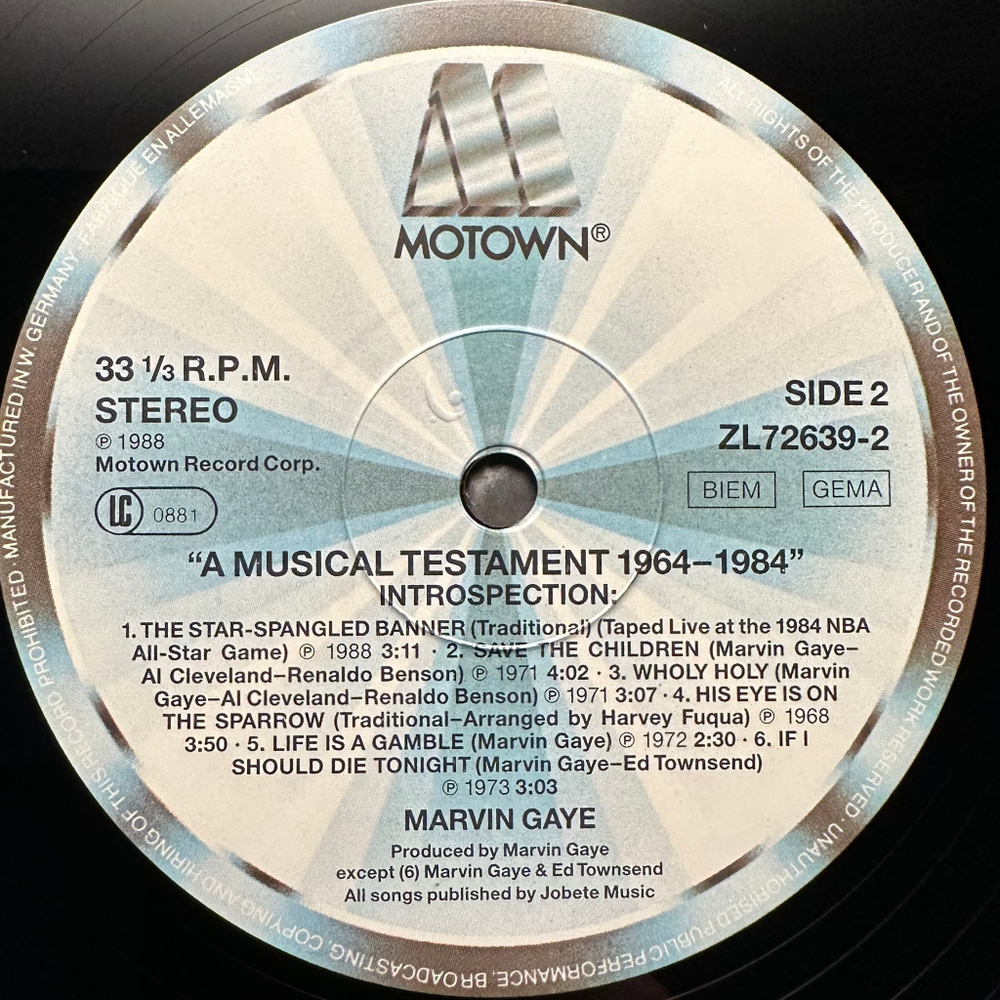 MOTOWN®
33 1/3 R.P.M.
STEREO
℗ 1988
Motown Record Corp.
LC 0881
SIDE 2
ZL72639-2
BIEM GEMA
“A MUSICAL TESTAMENT 1964–1984”
INTROSPECTION:
1. THE STAR-SPANGLED BANNER (Traditional) (Taped Live at the 1984 NBA
All-Star Game) ℗ 1988 3:11 · 2. SAVE THE CHILDREN (Marvin Gaye–
Al Cleveland–Renaldo Benson) ℗ 1971 4:02 · 3. WHOLY HOLY (Marvin
Gaye–Al Cleveland–Renaldo Benson) ℗ 1971 3:07 · 4. HIS EYE IS ON
THE SPARROW (Traditional–Arranged by Harvey Fuqua) ℗ 1968
3:50 · 5. LIFE IS A GAMBLE (Marvin Gaye) ℗ 1972 2:30 · 6. IF I
SHOULD DIE TONIGHT (Marvin Gaye–Ed Townsend)
℗ 1973 3:03
MARVIN GAYE
Produced by Marvin Gaye
except (6) Marvin Gaye & Ed Townsend
All songs published by Jobete Music
ALL RIGHTS OF THE PRODUCER AND OF THE OWNER OF THE RECORDED WORK RESERVED · UNAUTHORISED PUBLIC PERFORMANCE, BROADCASTING, COPYING AND HIRING OF THIS RECORD PROHIBITED · MANUFACTURED IN W. GERMANY · FABRIQUE EN ALLEMAGNE